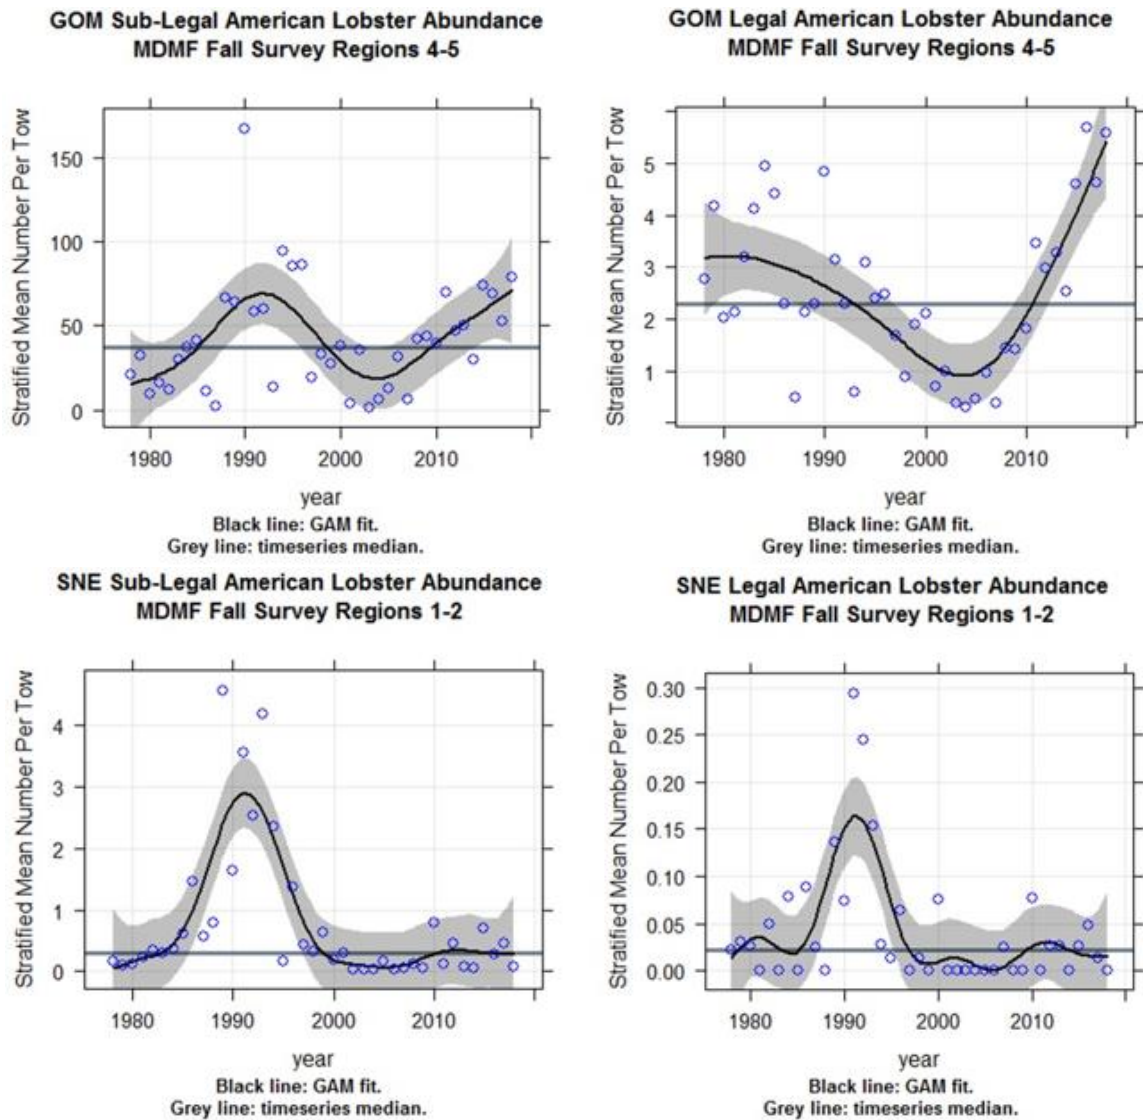 GOM Sub-Legal American Lobster Abundance
MDMF Fall Survey Regions 4-5
Stratified Mean Number Per Tow
150
100
50
0
1980
1990
2000
2010
year
Black line: GAM fit.
Grey line: timeseries median.
GOM Legal American Lobster Abundance
MDMF Fall Survey Regions 4-5
Stratified Mean Number Per Tow
5
4
3
2
1
1980
1990
2000
2010
year
Black line: GAM fit.
Grey line: timeseries median.
SNE Sub-Legal American Lobster Abundance
MDMF Fall Survey Regions 1-2
Stratified Mean Number Per Tow
4
3
2
1
0
1980
1990
2000
2010
year
Black line: GAM fit.
Grey line: timeseries median.
SNE Legal American Lobster Abundance
MDMF Fall Survey Regions 1-2
Stratified Mean Number Per Tow
0.30
0.25
0.20
0.15
0.10
0.05
0.00
1980
1990
2000
2010
year
Black line: GAM fit.
Grey line: timeseries median.